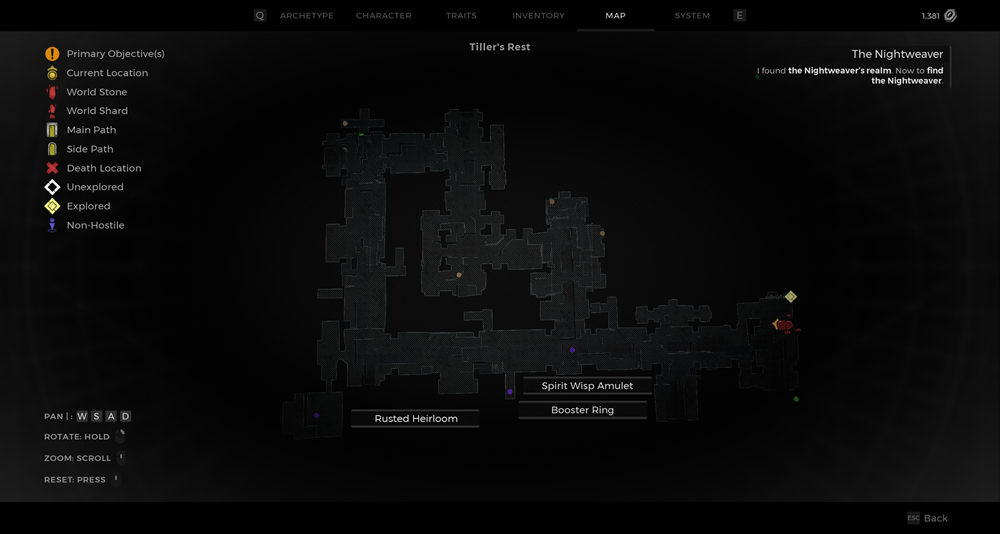 Q ARCHETYPE CHARACTER TRAITS INVENTORY MAP SYSTEM E 1,381
Tiller's Rest
Primary Objective(s)
Current Location
World Stone
World Shard
Main Path
Side Path
Death Location
Unexplored
Explored
Non-Hostile
The Nightweaver
I found the Nightweaver's realm. Now to find
the Nightweaver.
Spirit Wisp Amulet
Booster Ring
Rusted Heirloom
PAN | : W S A D
ROTATE: HOLD
ZOOM: SCROLL
RESET: PRESS
ESC Back